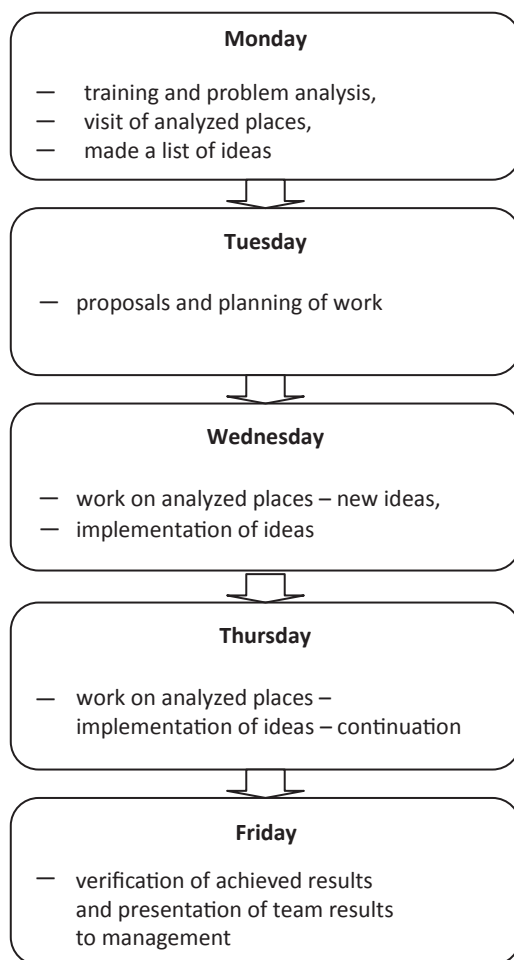 Monday
— training and problem analysis,
— visit of analyzed places,
— made a list of ideas
Tuesday
— proposals and planning of work
Wednesday
— work on analyzed places – new ideas,
— implementation of ideas
Thursday
— work on analyzed places –
implementation of ideas – continuation
Friday
— verification of achieved results
and presentation of team results
to management